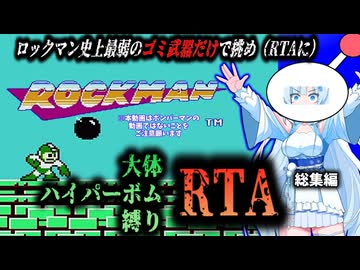 ロックマン史上最弱のゴミ武器だけで挑め（RTAに）
ROCKMAN
TM
※本動画はボンバーマンの
動画ではないことを
ご注意願います
大体
ハイパーボム
縛り
RTA
総集編